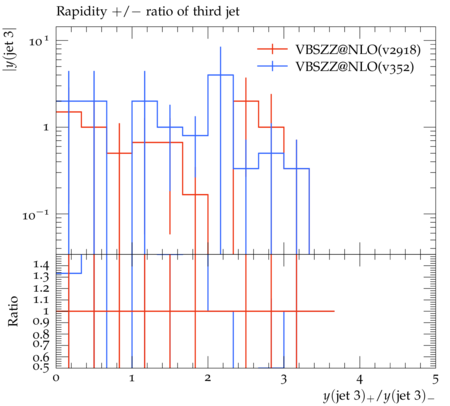 Rapidity +/− ratio of third jet
|y(jet 3)|
10¹
VBSZZ@NLO(v2918)
VBSZZ@NLO(v352)
1
10⁻¹
Ratio
1.4
1.3
1.2
1.1
1
0.9
0.8
0.7
0.6
0.5
0 1 2 3 4 5
y(jet 3)₊/y(jet 3)₋